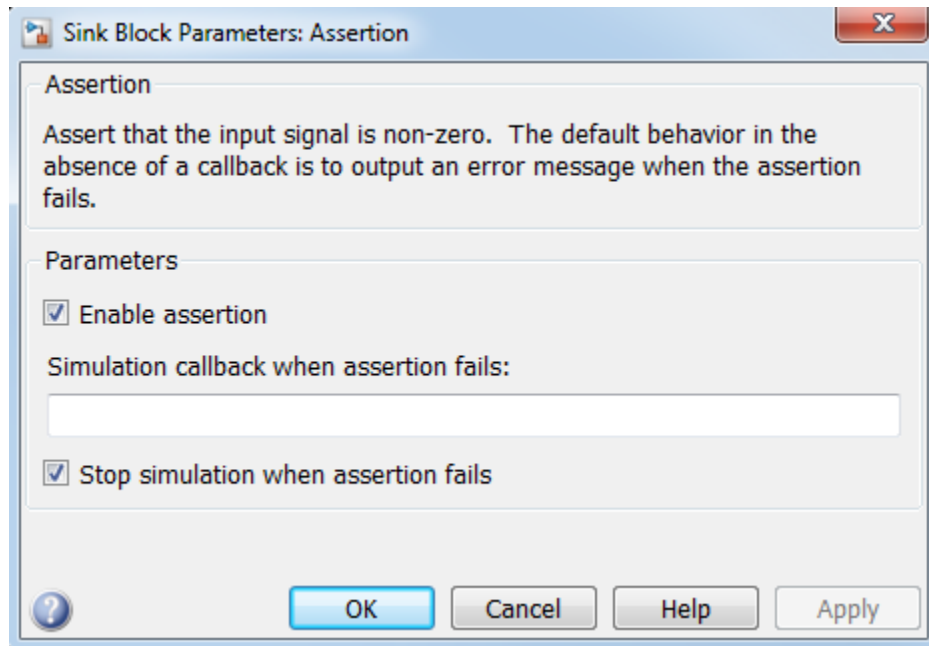 Sink Block Parameters: Assertion
Assertion
Assert that the input signal is non-zero.  The default behavior in the
absence of a callback is to output an error message when the assertion
fails.
Parameters
Enable assertion
Simulation callback when assertion fails:
Stop simulation when assertion fails
OK Cancel Help Apply